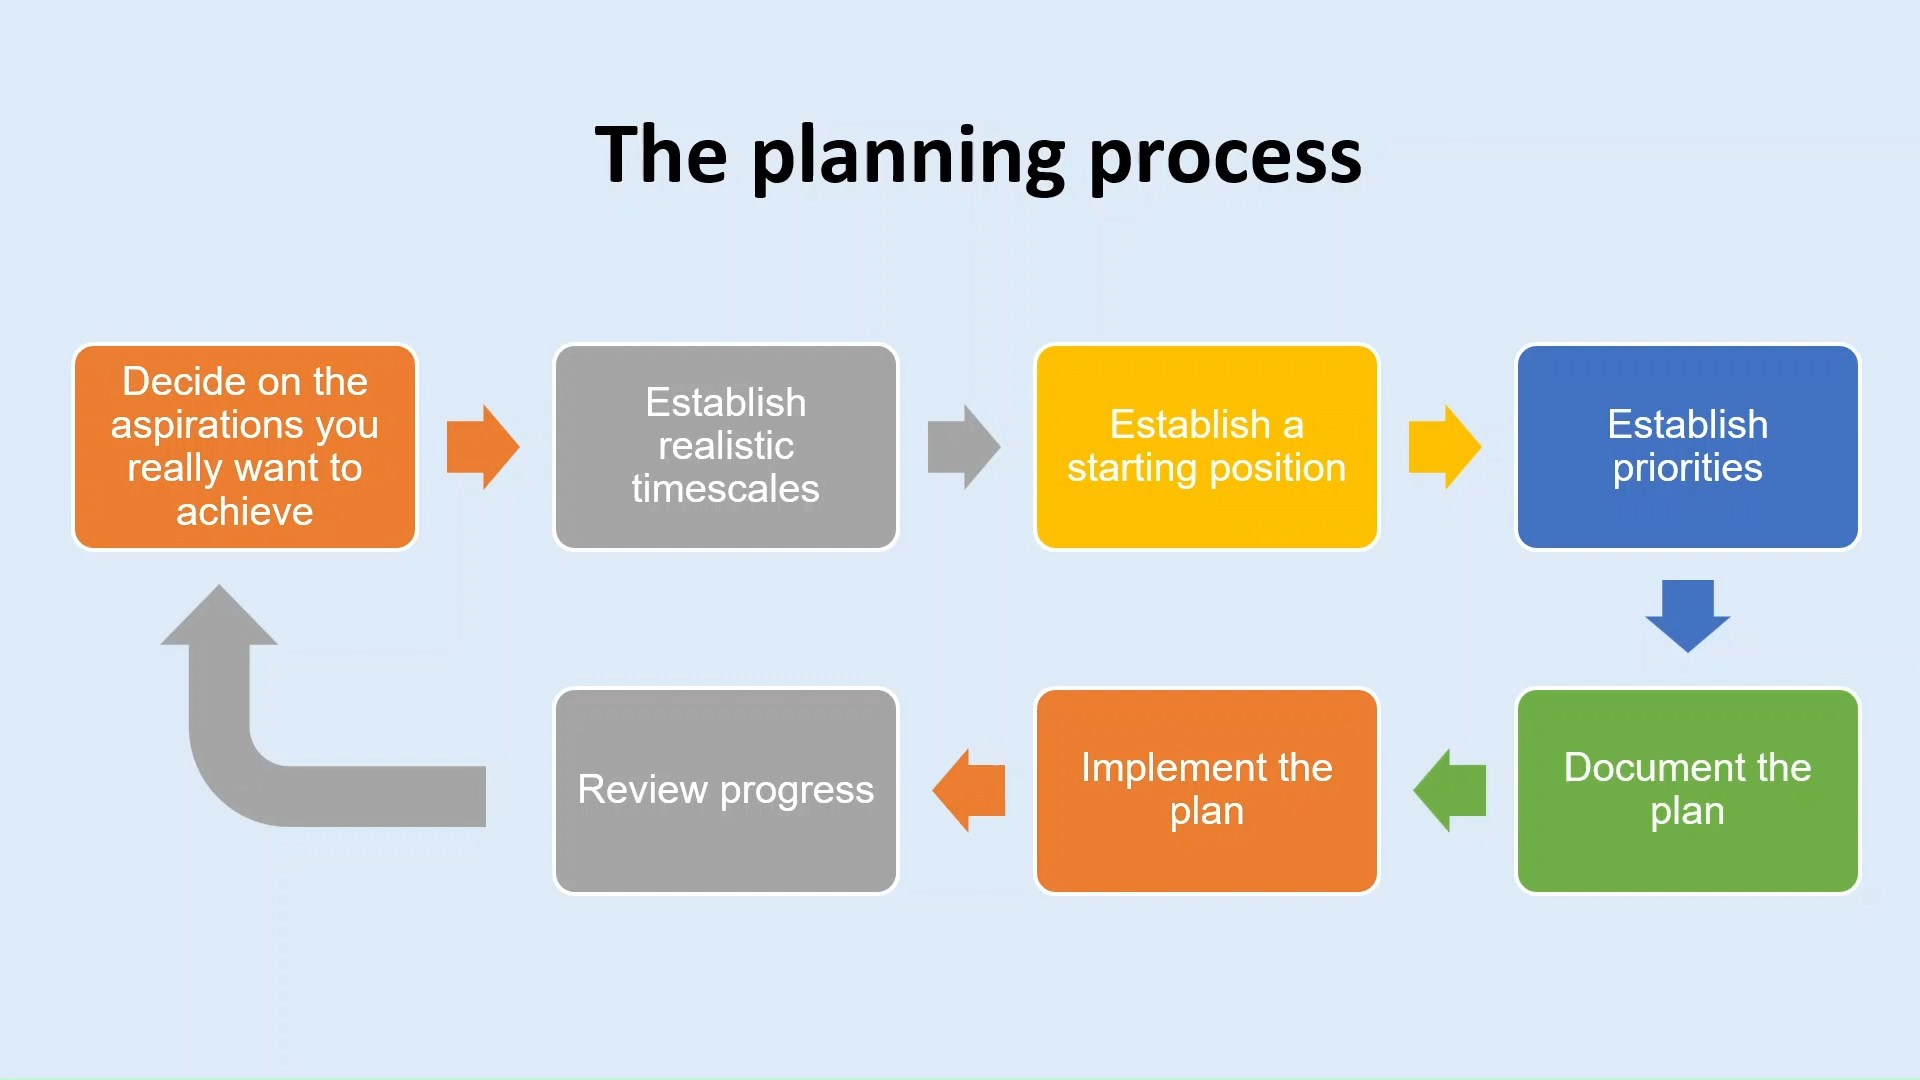 The planning process
Decide on the
aspirations you
really want to
achieve
Establish
realistic
timescales
Establish a
starting position
Establish
priorities
Document the
plan
Implement the
plan
Review progress